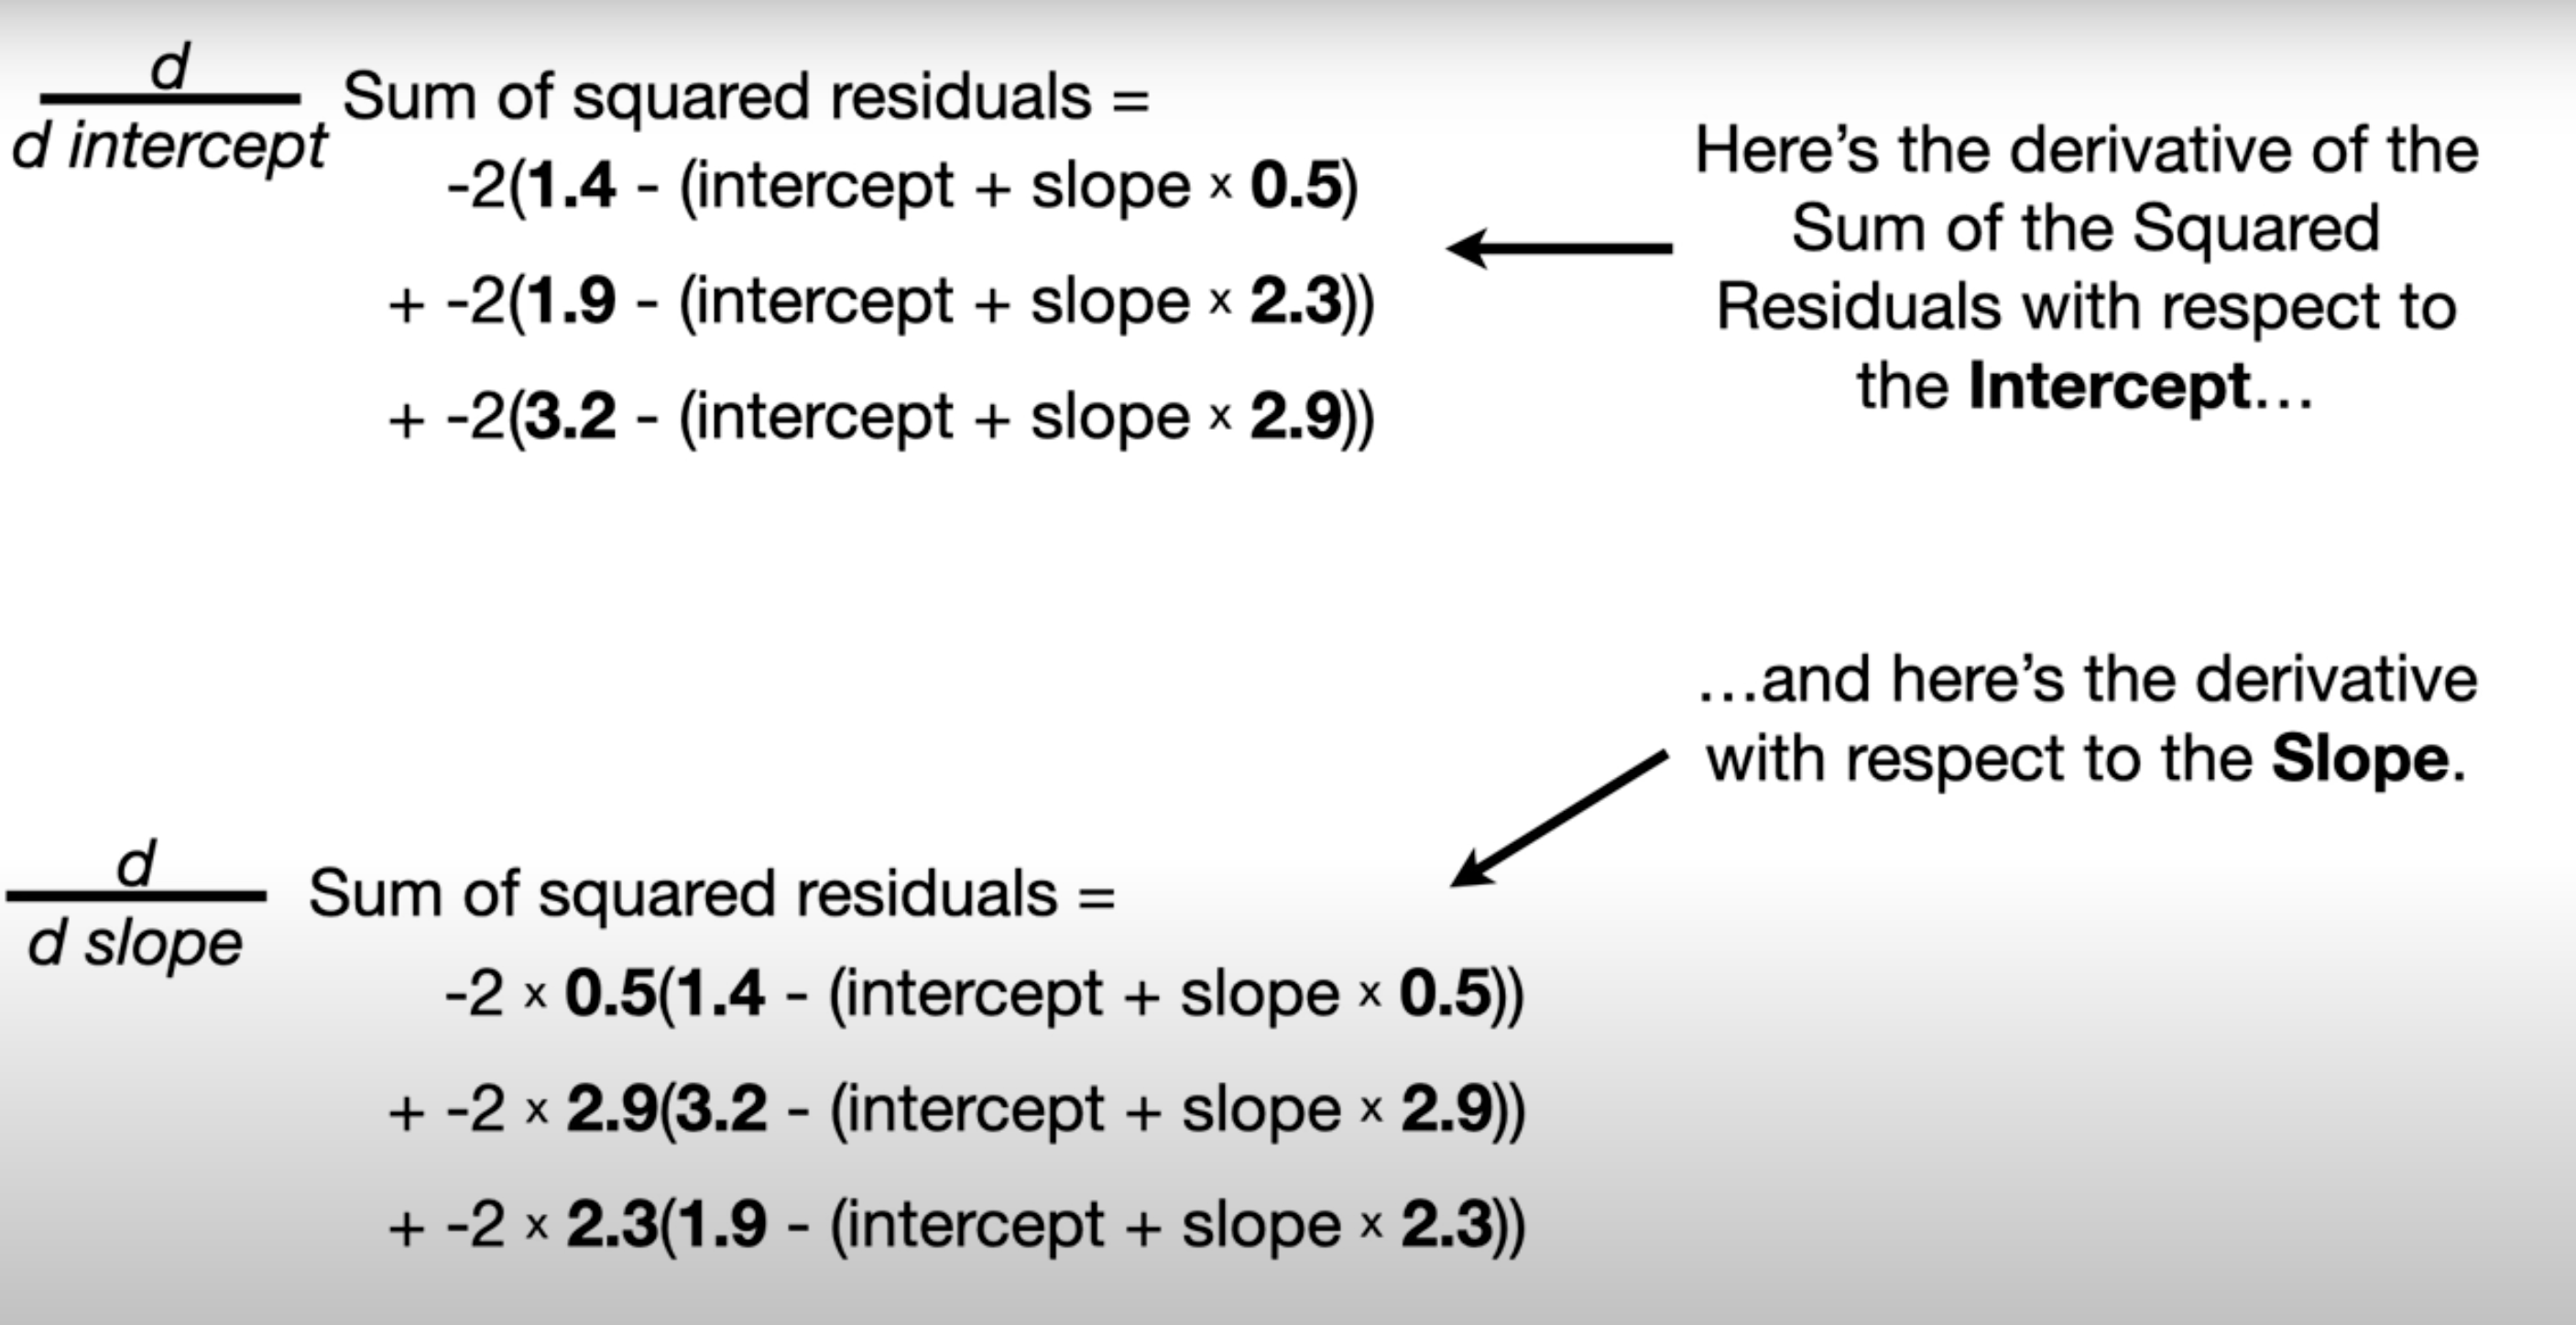 d
d intercept
Sum of squared residuals =
-2(1.4 - (intercept + slope × 0.5)
+ -2(1.9 - (intercept + slope × 2.3))
+ -2(3.2 - (intercept + slope × 2.9))
Here’s the derivative of the
Sum of the Squared
Residuals with respect to
the Intercept…
…and here’s the derivative
with respect to the Slope.
d
d slope
Sum of squared residuals =
-2 × 0.5(1.4 - (intercept + slope × 0.5))
+ -2 × 2.9(3.2 - (intercept + slope × 2.9))
+ -2 × 2.3(1.9 - (intercept + slope × 2.3))